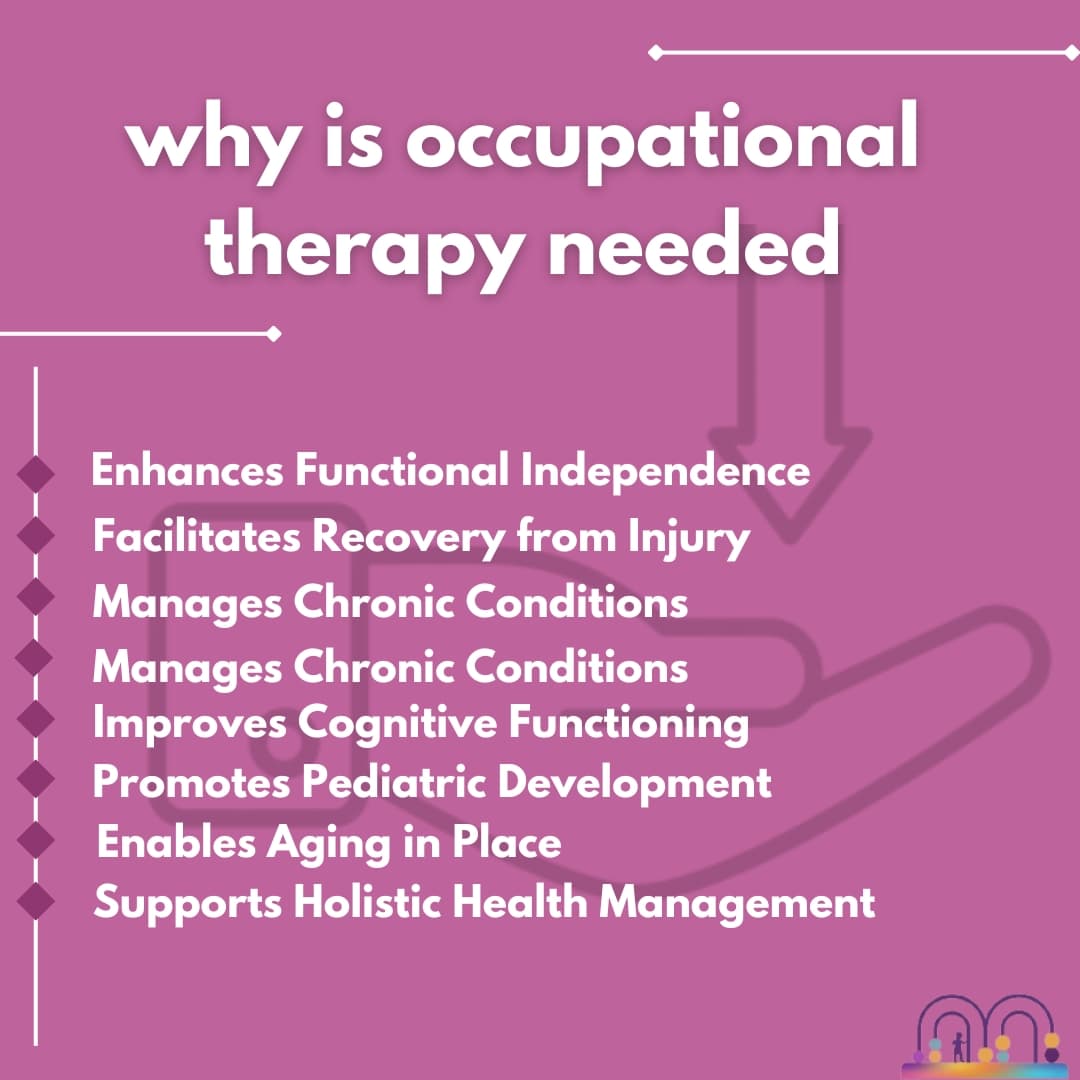 why is occupational
therapy needed
Enhances Functional Independence
Facilitates Recovery from Injury
Manages Chronic Conditions
Manages Chronic Conditions
Improves Cognitive Functioning
Promotes Pediatric Development
Enables Aging in Place
Supports Holistic Health Management